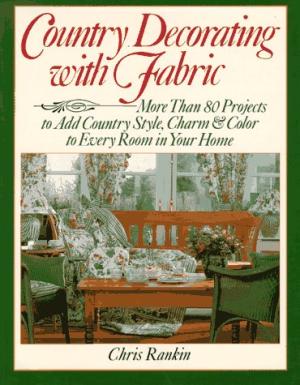 Country Decorating
with Fabric
More Than 80 Projects
to Add Country Style, Charm & Color
to Every Room in Your Home
Chris Rankin